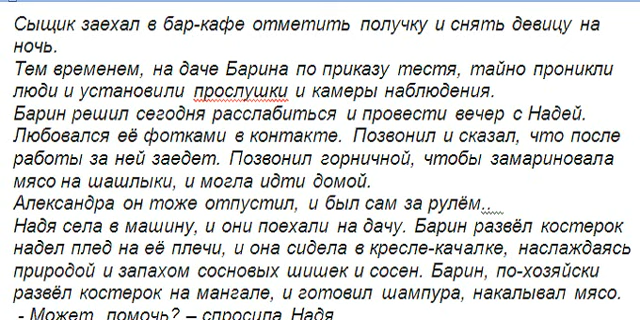 Сыщик заехал в бар-кафе отметить получку и снять девицу на
ночь.
Тем временем, на даче Барина по приказу тестя, тайно проникли
люди и установили прослушки и камеры наблюдения.
Барин решил сегодня расслабиться и провести вечер с Надей.
Любовался её фотками в контакте. Позвонил и сказал, что после
работы за ней заедет. Позвонил горничной, чтобы замариновала
мясо на шашлыки, и могла идти домой.
Александра он тоже отпустил, и был сам за рулём..
Надя села в машину, и они поехали на дачу. Барин развёл костерок
надел плед на её плечи, и она сидела в кресле-качалке, наслаждаясь
природой и запахом сосновых шишек и сосен. Барин, по-хозяйски
развёл костерок на мангале, и готовил шампура, накалывал мясо.
- Может, помочь? – спросила Надя